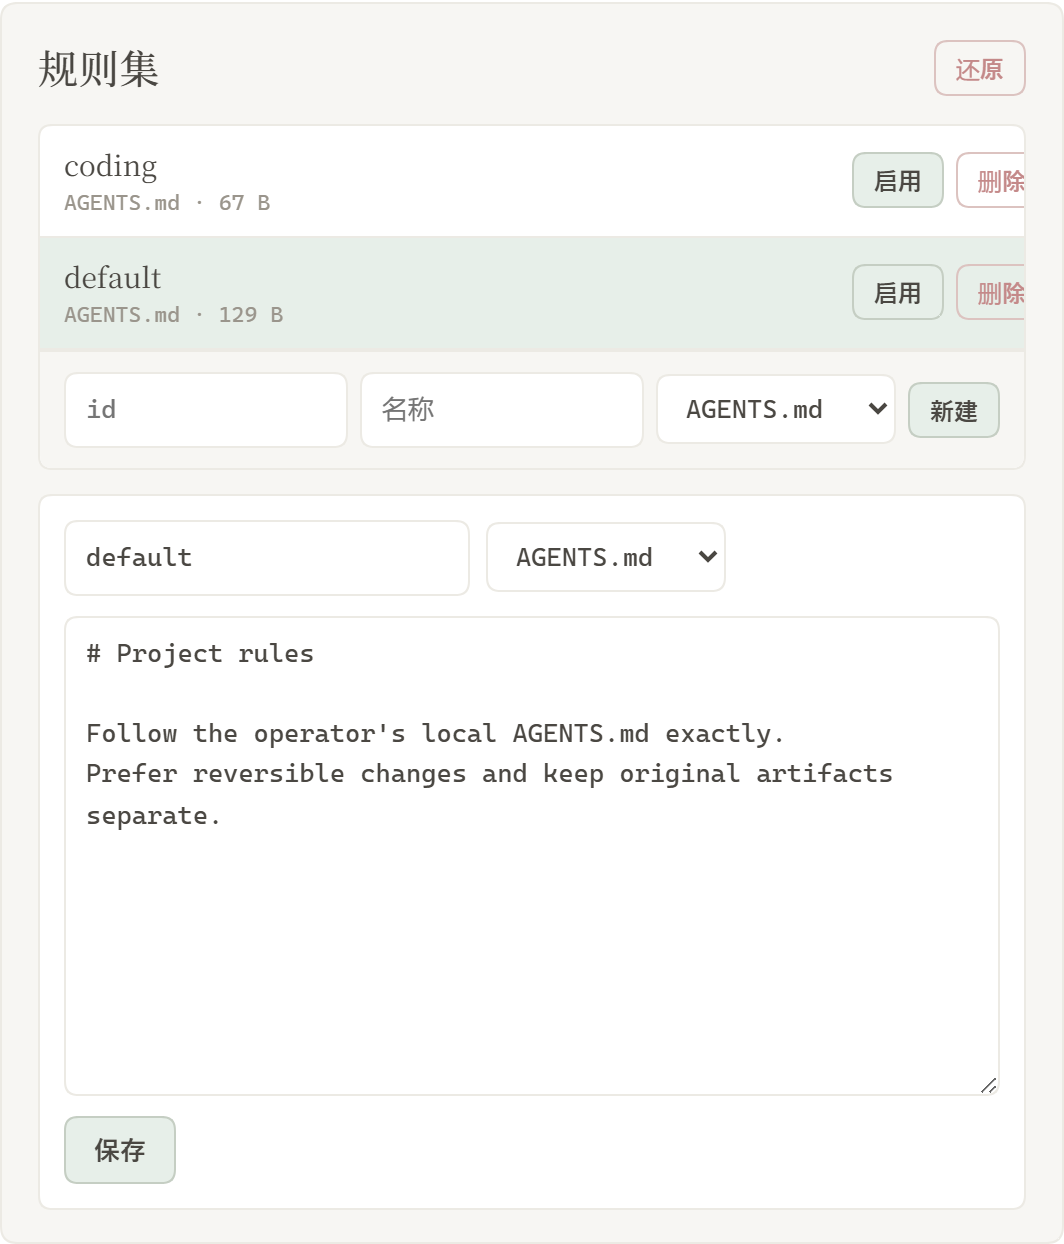 规则集
还原
coding
AGENTS.md · 67 B
启用
删除
default
AGENTS.md · 129 B
启用
删除
id
名称
AGENTS.md
新建
default
AGENTS.md
# Project rules
Follow the operator's local AGENTS.md exactly.
Prefer reversible changes and keep original artifacts
separate.
保存